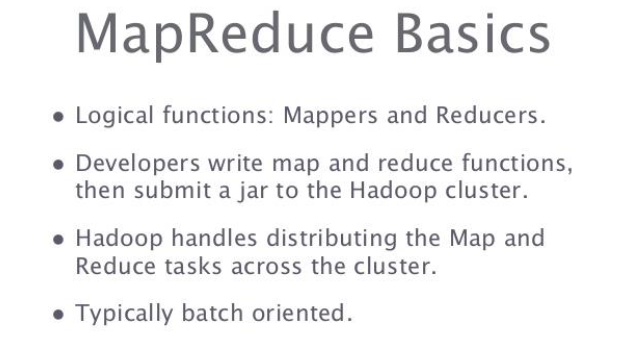 MapReduce Basics
• Logical functions: Mappers and Reducers.
• Developers write map and reduce functions,
then submit a jar to the Hadoop cluster.
• Hadoop handles distributing the Map and
Reduce tasks across the cluster.
• Typically batch oriented.